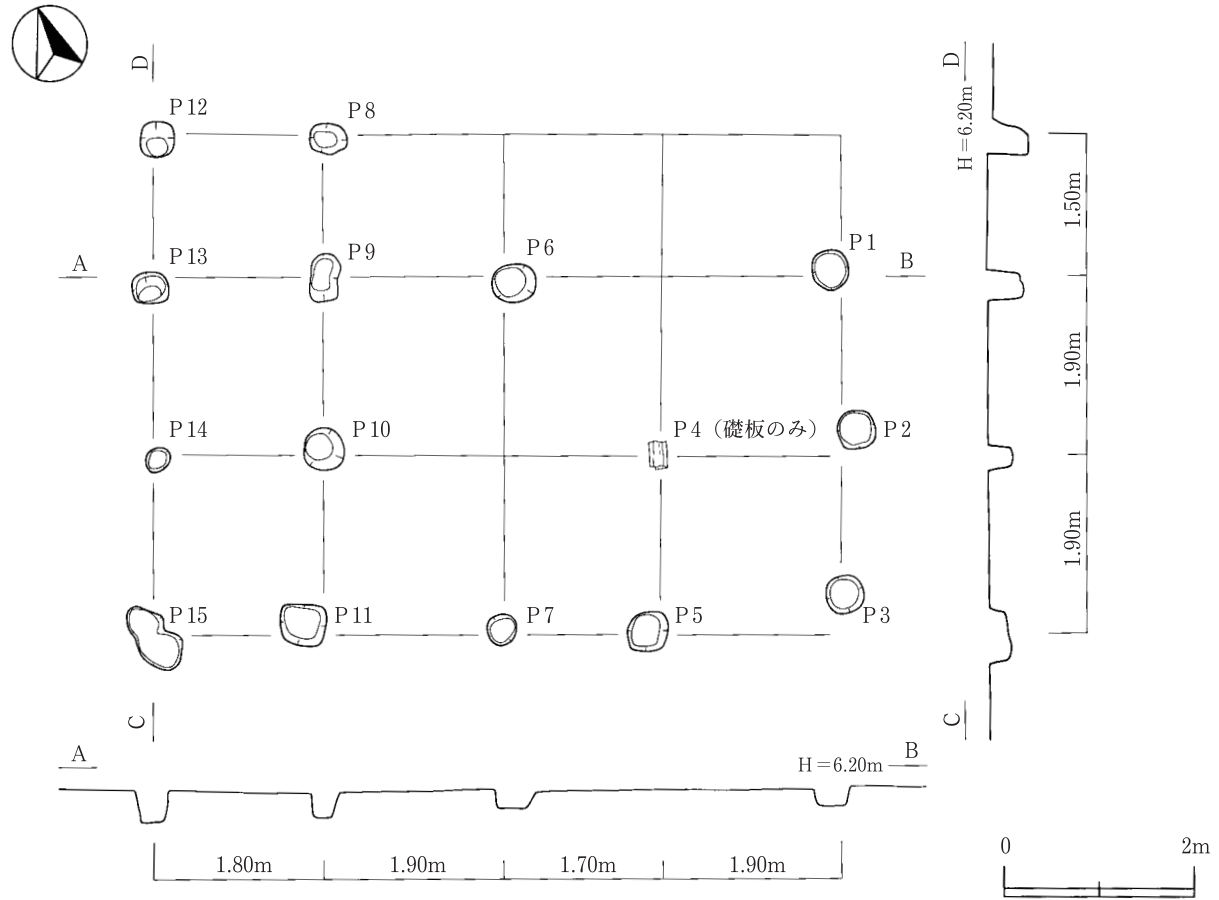 D
P12
P8
D
H=6.20m
1.50m
A
P13
P9
P6
P1
B
1.90m
P14
P10
P4（礎板のみ）
P2
1.90m
P15
P11
P7
P5
P3
C
C
A
H=6.20m
B
1.80m
1.90m
1.70m
1.90m
0
2m